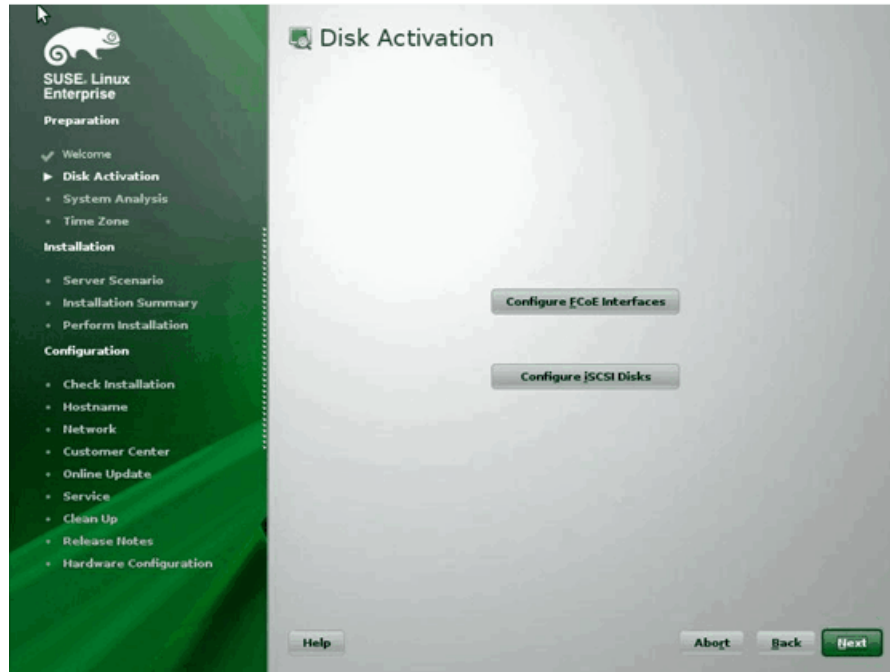 SUSE. Linux
Enterprise
Preparation
Welcome
Disk Activation
System Analysis
Time Zone
Installation
Server Scenario
Installation Summary
Perform Installation
Configuration
Check Installation
Hostname
Network
Customer Center
Online Update
Service
Clean Up
Release Notes
Hardware Configuration
Disk Activation
Configure FCoE Interfaces
Configure iSCSI Disks
Help
Abort
Back
Next